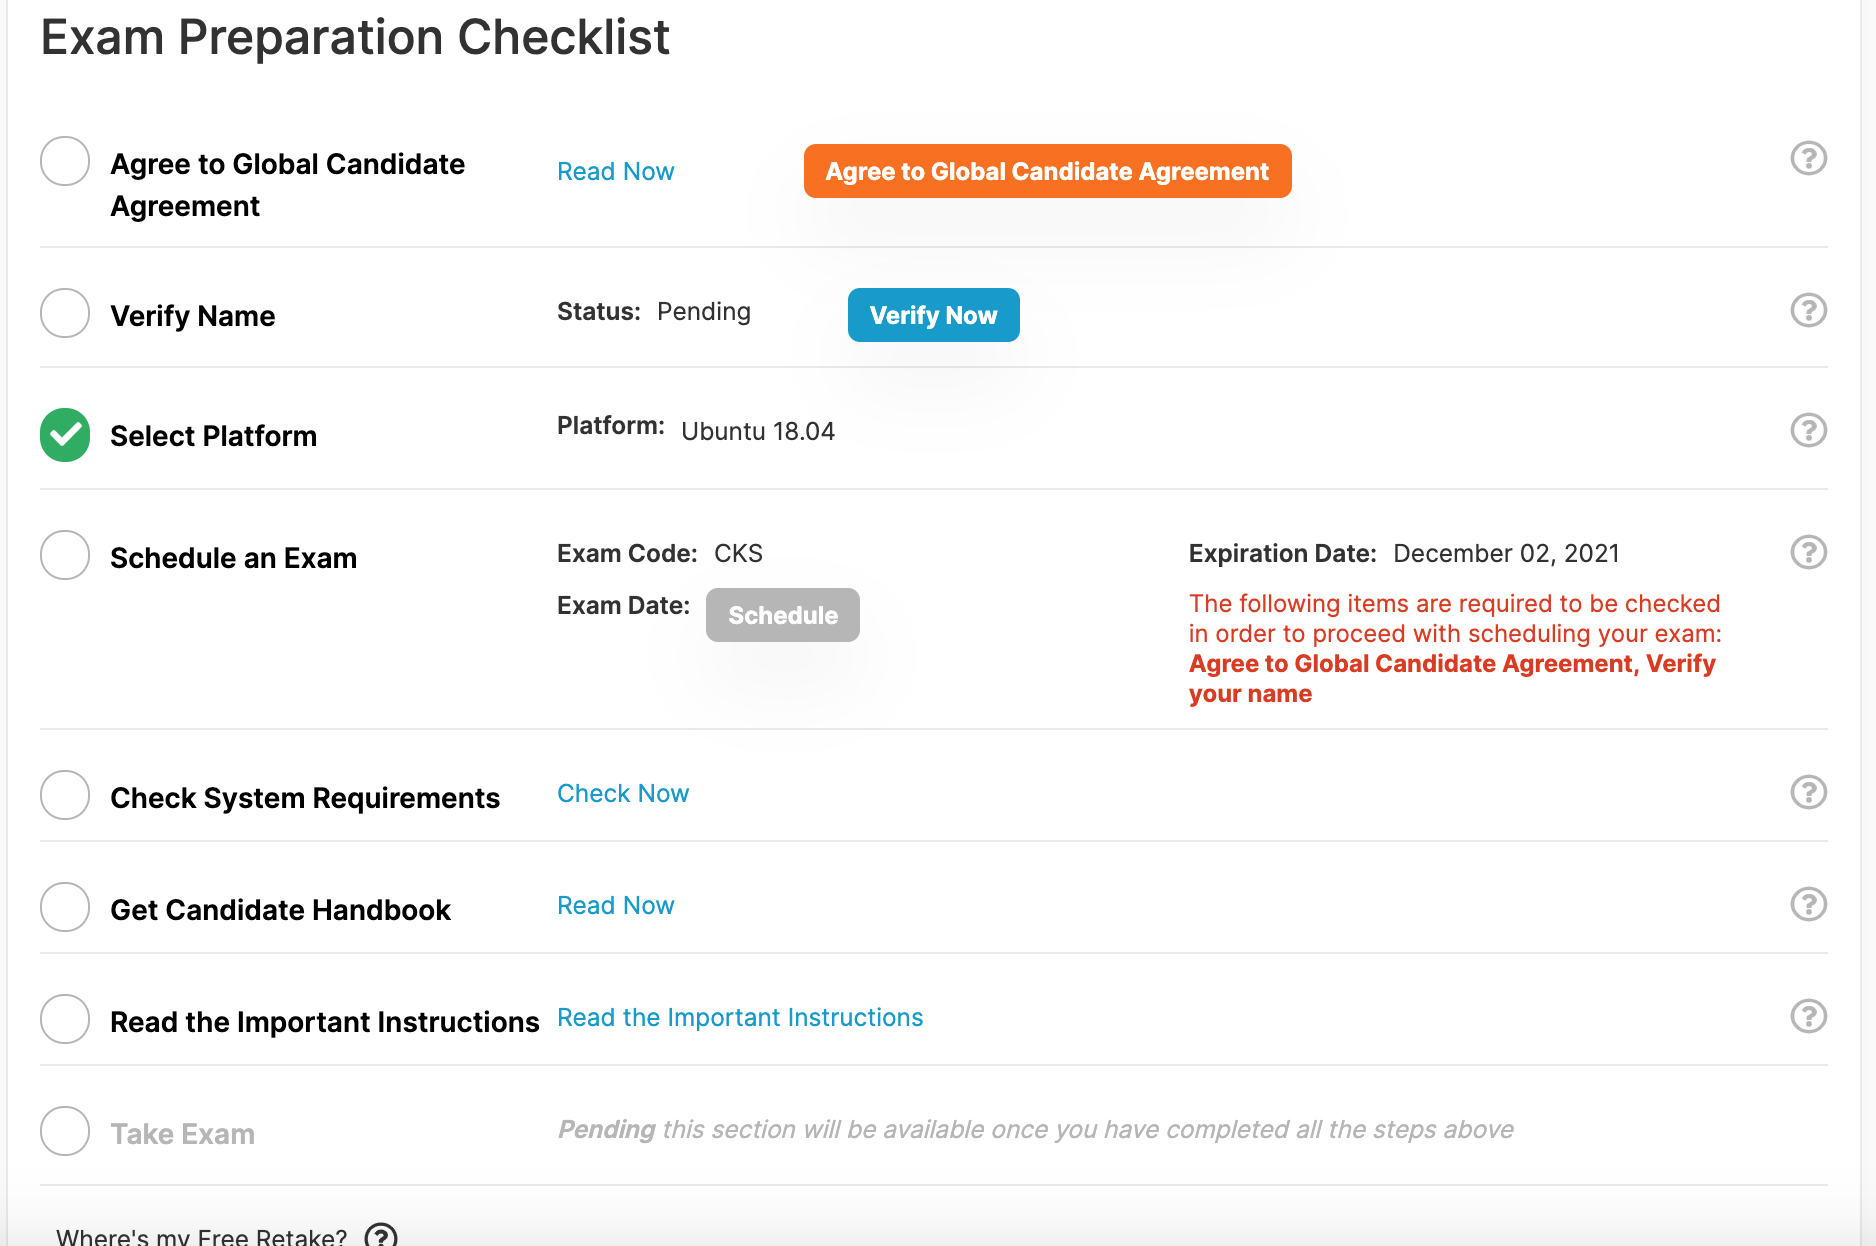 Exam Preparation Checklist
Agree to Global Candidate
Agreement
Read Now
Agree to Global Candidate Agreement
?
Verify Name
Status: Pending
Verify Now
?
Select Platform
Platform: Ubuntu 18.04
?
Schedule an Exam
Exam Code: CKS
Exam Date: Schedule
Expiration Date: December 02, 2021
The following items are required to be checked
in order to proceed with scheduling your exam:
Agree to Global Candidate Agreement, Verify
your name
?
Check System Requirements
Check Now
?
Get Candidate Handbook
Read Now
?
Read the Important Instructions
Read the Important Instructions
?
Take Exam
Pending this section will be available once you have completed all the steps above
Where's my Free Retake? ?